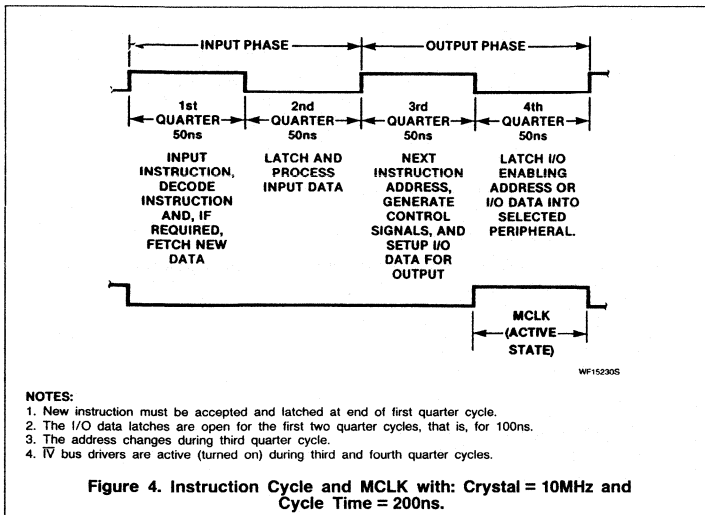 INPUT PHASE
OUTPUT PHASE
1st
QUARTER
50ns
2nd
QUARTER
50ns
3rd
QUARTER
50ns
4th
QUARTER
50ns
INPUT
INSTRUCTION,
DECODE
INSTRUCTION
AND, IF
REQUIRED,
FETCH NEW
DATA
LATCH AND
PROCESS
INPUT DATA
NEXT
INSTRUCTION
ADDRESS,
GENERATE
CONTROL
SIGNALS, AND
SETUP I/O
DATA FOR
OUTPUT
LATCH I/O
ENABLING
ADDRESS OR
I/O DATA INTO
SELECTED
PERIPHERAL.
MCLK
(ACTIVE
STATE)
WF15230S
NOTES:
1. New instruction must be accepted and latched at end of first quarter cycle.
2. The I/O data latches are open for the first two quarter cycles, that is, for 100ns.
3. The address changes during third quarter cycle.
4. I̅V̅ bus drivers are active (turned on) during third and fourth quarter cycles.
Figure 4. Instruction Cycle and MCLK with: Crystal = 10MHz and
Cycle Time = 200ns.